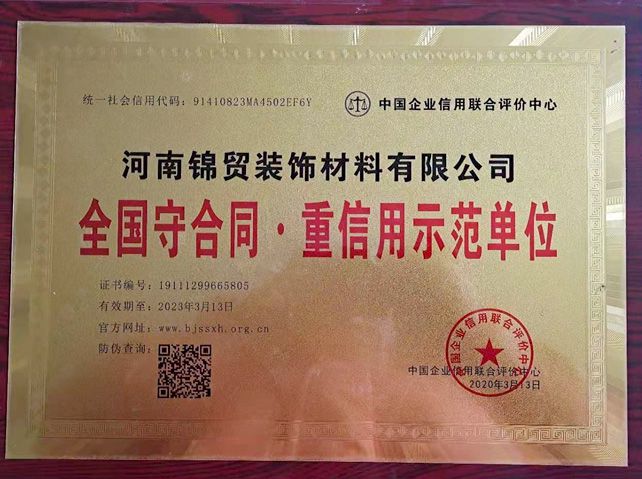 统一社会信用代码：91410823MA4502EF6Y
中国企业信用联合评价中心
河南锦贸装饰材料有限公司
全国守合同·重信用示范单位
证书编号：19111299665805
有效期至：2023年3月13日
官方网址：www.bjssxh.org.cn
防伪查询：
中国企业信用联合评价中心
中国企业信用联合评价中心
2020年3月13日